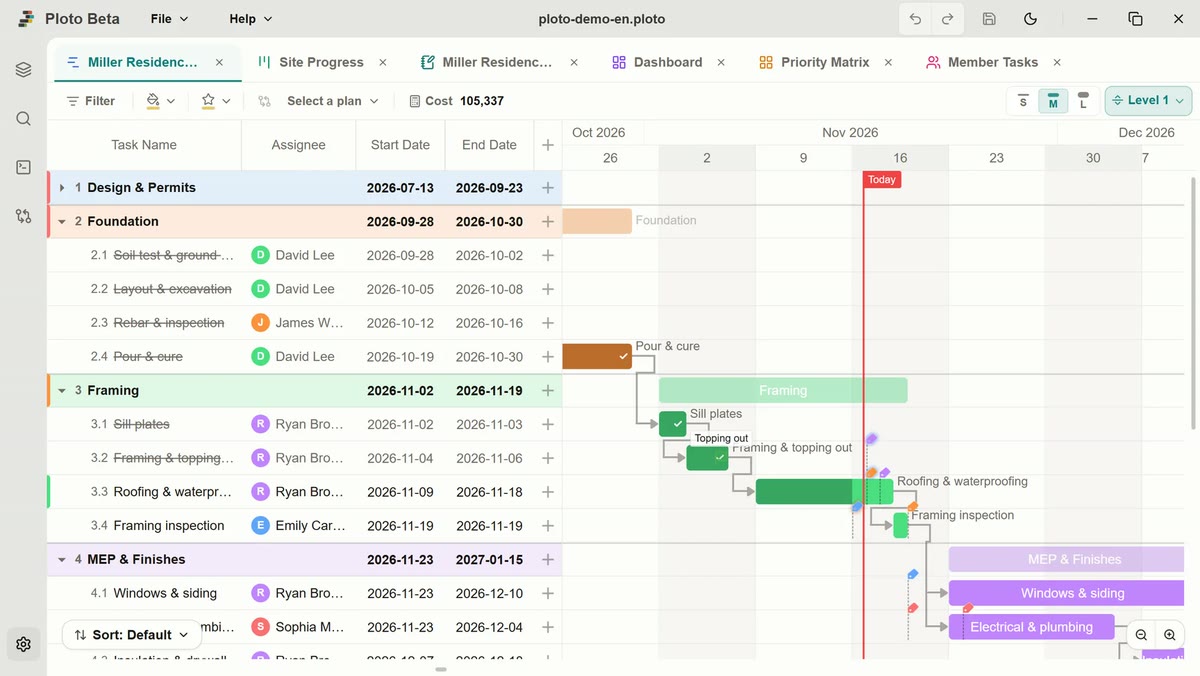 Ploto Beta File Help ploto-demo-en.ploto
Miller Residenc... Site Progress Miller Residenc... Dashboard Priority Matrix Member Tasks
Filter Select a plan Cost 105,337 S M L Level 1
Task Name Assignee Start Date End Date
Oct 2026 Nov 2026 Dec 2026
26 2 9 16 23 30 7
Today
1 Design & Permits 2026-07-13 2026-09-23
2 Foundation 2026-09-28 2026-10-30 Foundation
2.1 Soil test & ground-... D David Lee 2026-09-28 2026-10-02
2.2 Layout & excavation D David Lee 2026-10-05 2026-10-08
2.3 Rebar & inspection J James W... 2026-10-12 2026-10-16
2.4 Pour & cure D David Lee 2026-10-19 2026-10-30 Pour & cure
3 Framing 2026-11-02 2026-11-19 Framing
3.1 Sill plates R Ryan Bro... 2026-11-02 2026-11-03 Sill plates
Topping out
3.2 Framing & topping... R Ryan Bro... 2026-11-04 2026-11-06 Framing & topping out
3.3 Roofing & waterpr... R Ryan Bro... 2026-11-09 2026-11-18 Roofing & waterproofing
3.4 Framing inspection E Emily Car... 2026-11-19 2026-11-19 Framing inspection
4 MEP & Finishes 2026-11-23 2027-01-15 MEP & Finishes
4.1 Windows & siding R Ryan Bro... 2026-11-23 2026-12-10 Windows & siding
S Sophia M... 2026-11-23 2026-12-04 Electrical & plumbing
Sort: Default